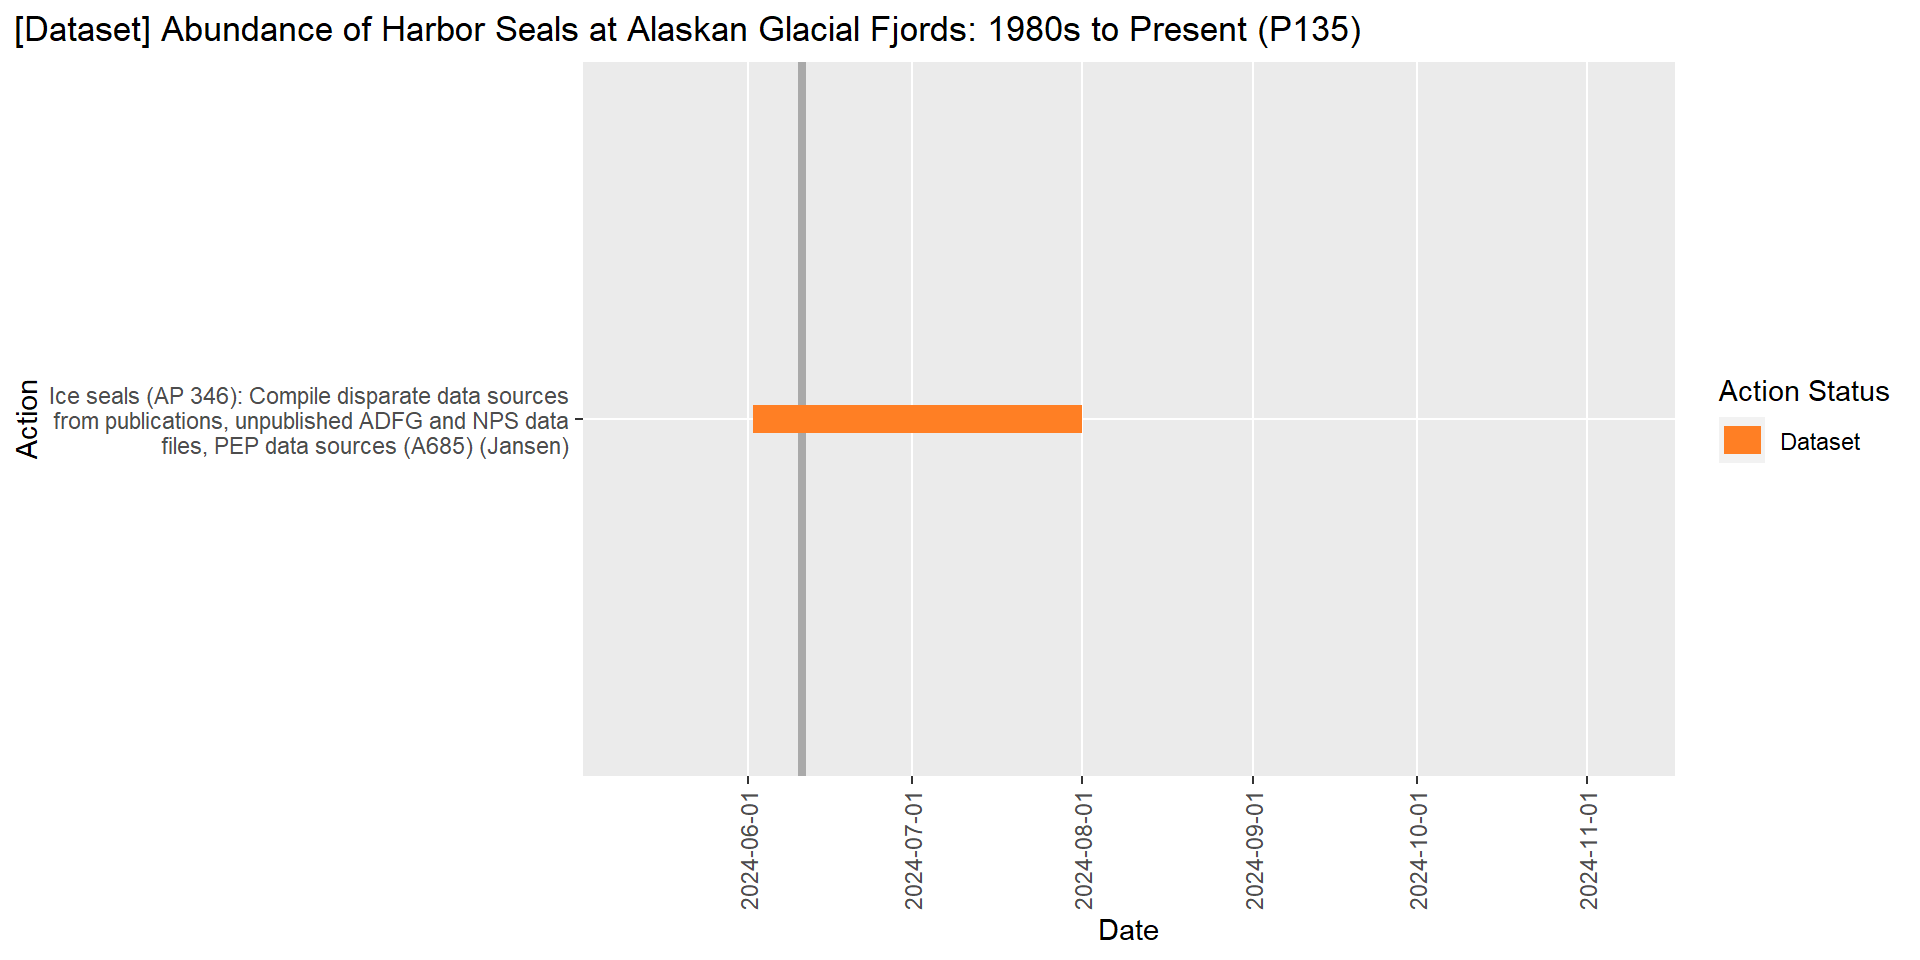 [Dataset] Abundance of Harbor Seals at Alaskan Glacial Fjords: 1980s to Present (P135)
Action
Ice seals (AP 346): Compile disparate data sources
from publications, unpublished ADFG and NPS data
files, PEP data sources (A685) (Jansen)
Action Status
Dataset
2024-06-01
2024-07-01
2024-08-01
2024-09-01
2024-10-01
2024-11-01
Date